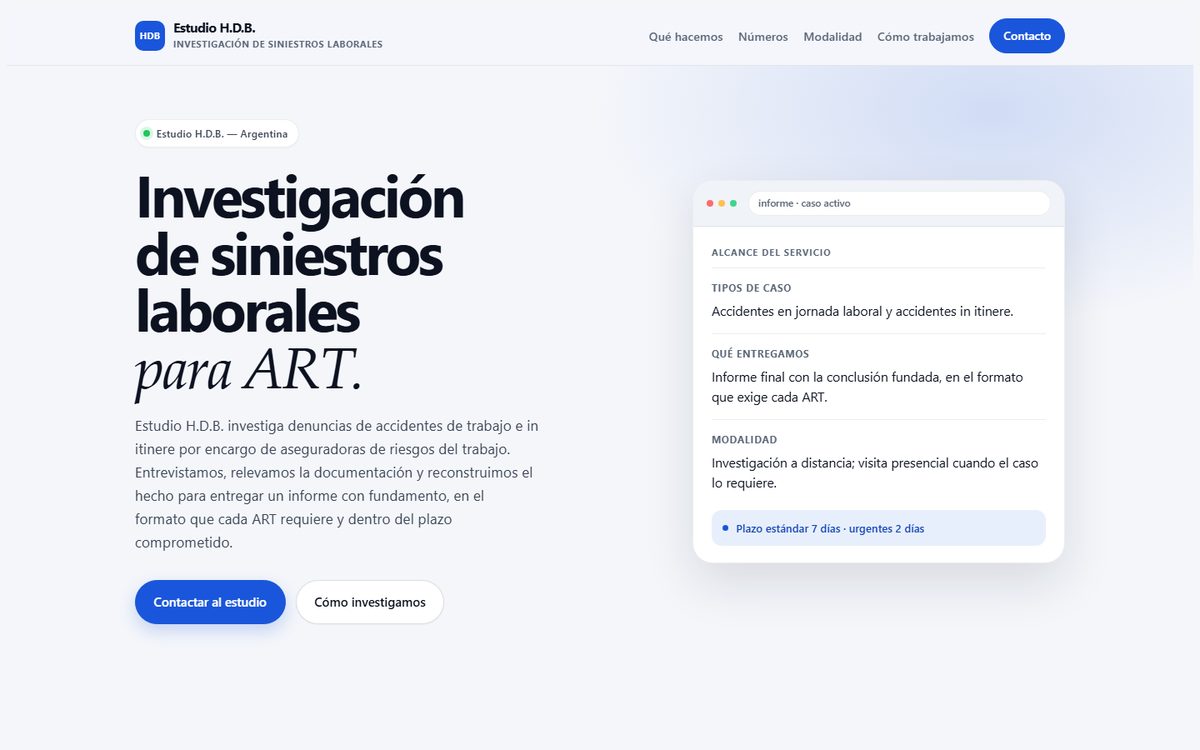 HDB
Estudio H.D.B.
INVESTIGACIÓN DE SINIESTROS LABORALES
Qué hacemos
Números
Modalidad
Cómo trabajamos
Contacto
Estudio H.D.B. — Argentina
Investigación
de siniestros
laborales
para ART.
Estudio H.D.B. investiga denuncias de accidentes de trabajo e in
itinere por encargo de aseguradoras de riesgos del trabajo.
Entrevistamos, relevamos la documentación y reconstruimos el
hecho para entregar un informe con fundamento, en el
formato que cada ART requiere y dentro del plazo
comprometido.
Contactar al estudio
Cómo investigamos
informe · caso activo
ALCANCE DEL SERVICIO
TIPOS DE CASO
Accidentes en jornada laboral y accidentes in itinere.
QUÉ ENTREGAMOS
Informe final con la conclusión fundada, en el formato
que exige cada ART.
MODALIDAD
Investigación a distancia; visita presencial cuando el caso
lo requiere.
Plazo estándar 7 días · urgentes 2 días